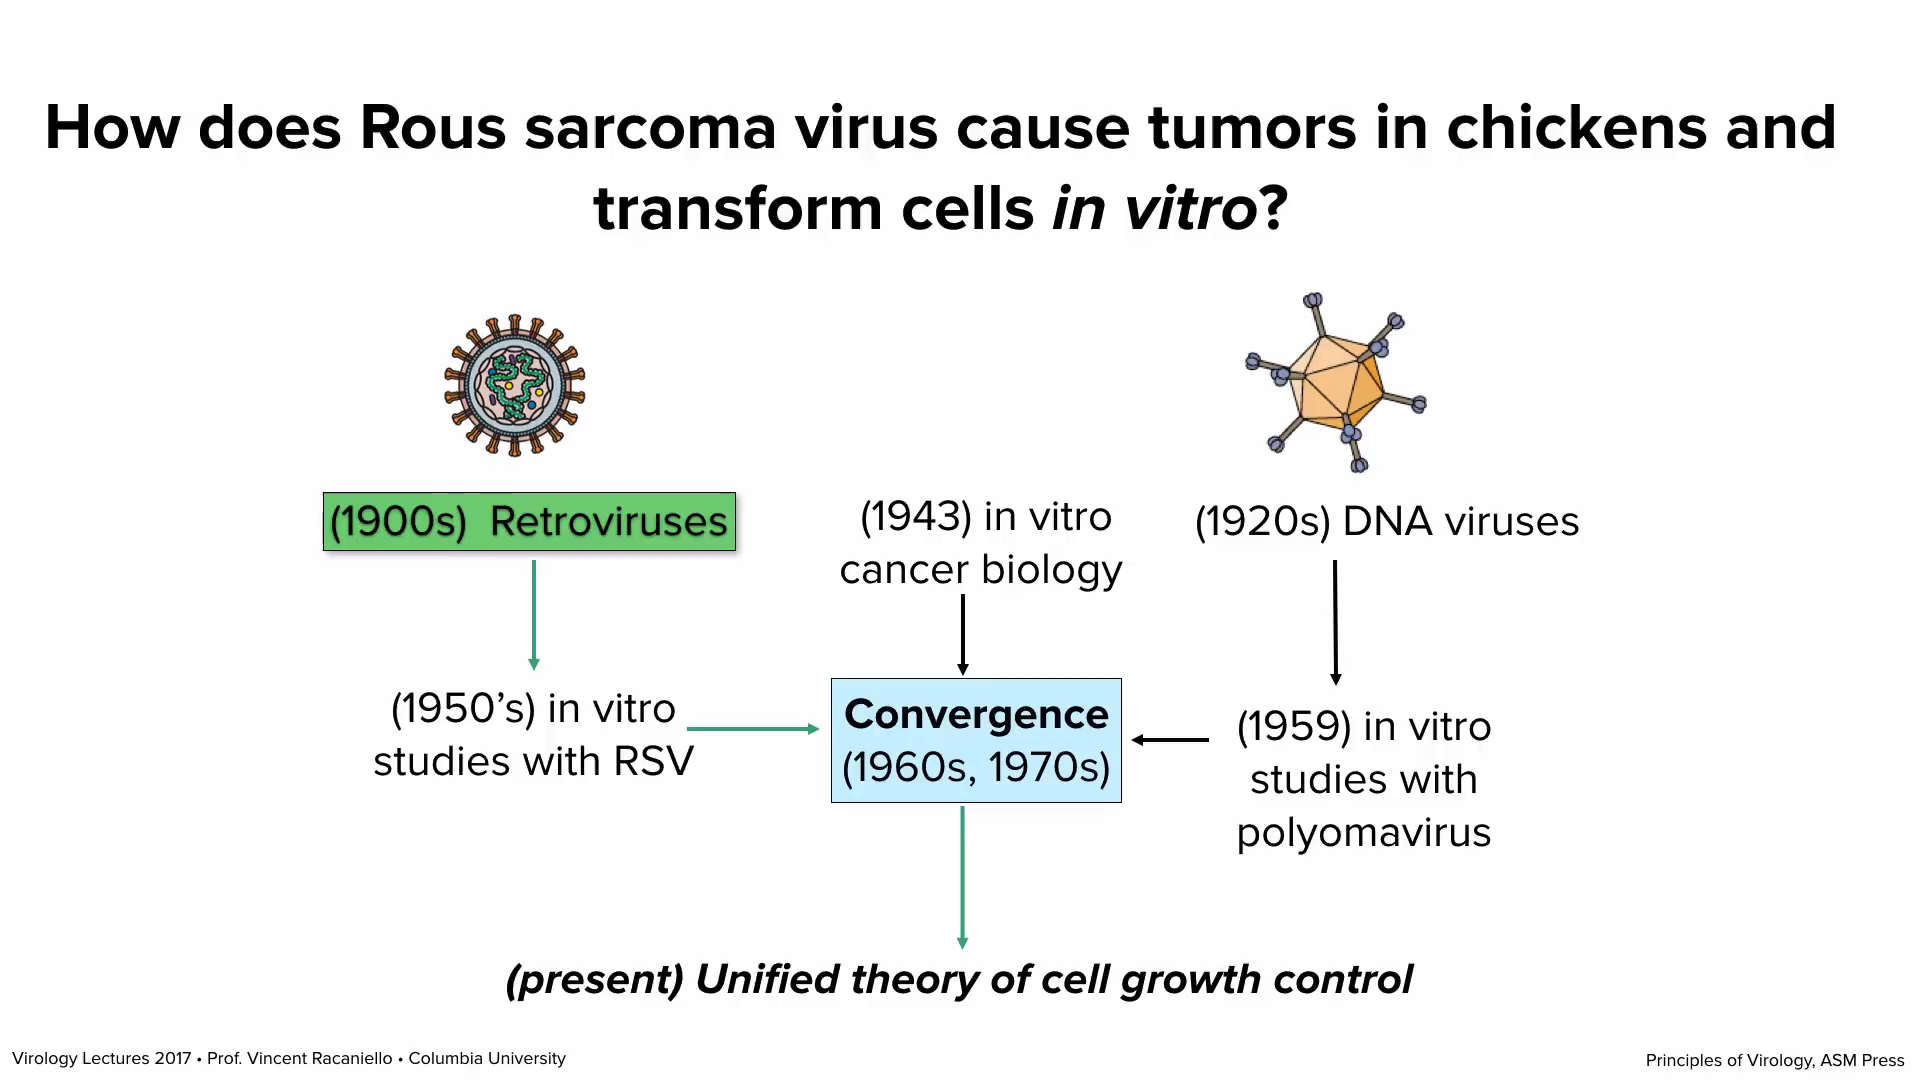 How does Rous sarcoma virus cause tumors in chickens and
transform cells in vitro?
(1900s) Retroviruses
(1943) in vitro
cancer biology
(1920s) DNA viruses
(1950’s) in vitro
studies with RSV
Convergence
(1960s, 1970s)
(1959) in vitro
studies with
polyomavirus
(present) Unified theory of cell growth control
Virology Lectures 2017 • Prof. Vincent Racaniello • Columbia University
Principles of Virology, ASM Press